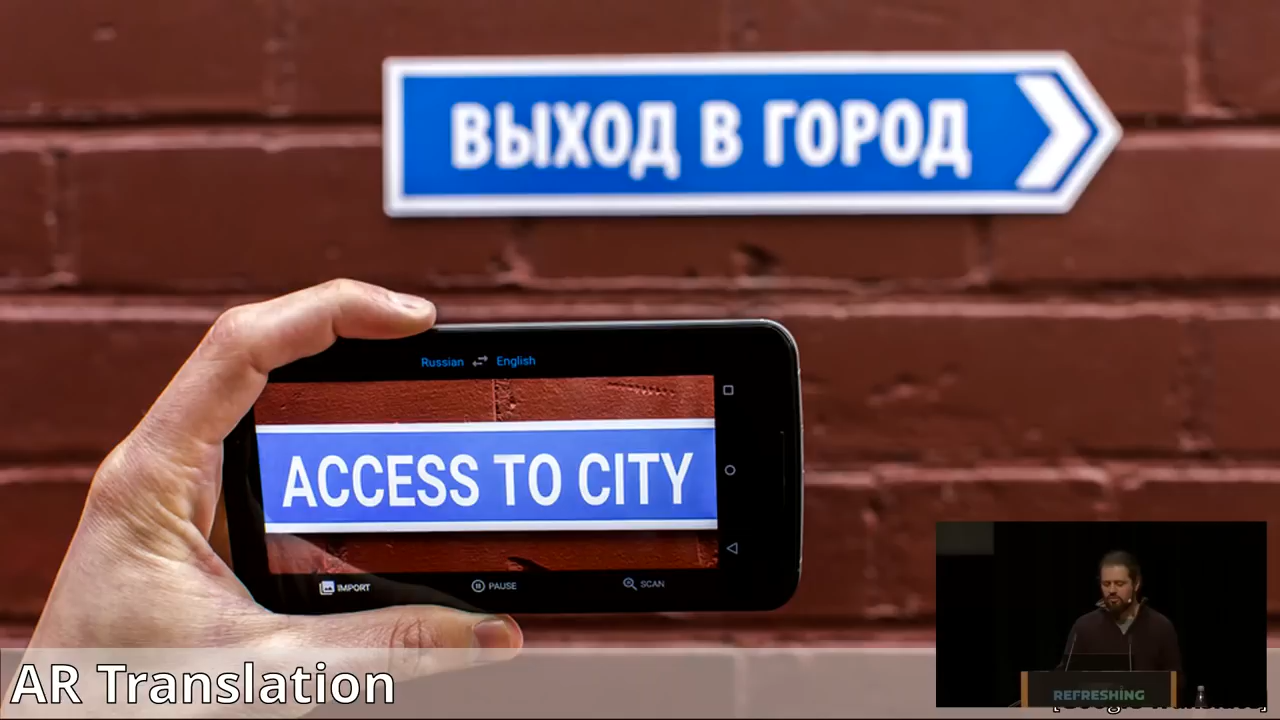 ВЫХОД В ГОРОД
Russian English
ACCESS TO CITY
IMPORT PAUSE SCAN
AR Translation
REFRESHING